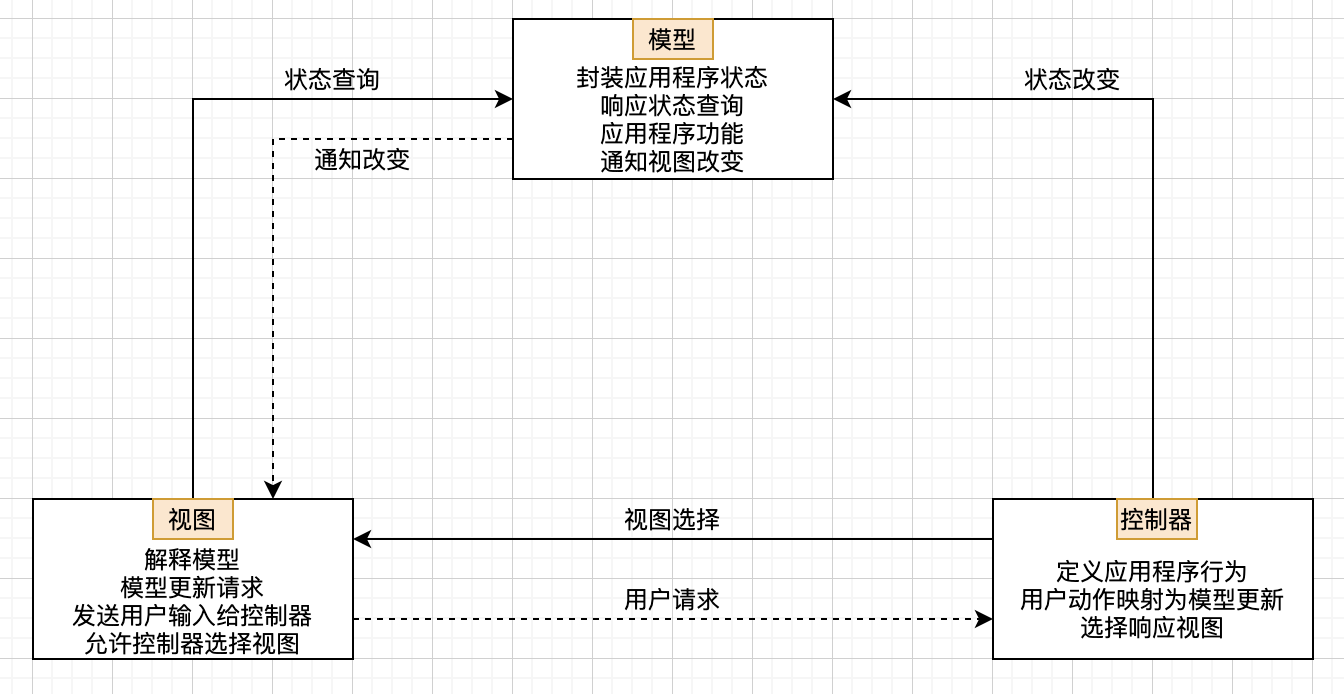 模型
封装应用程序状态
响应状态查询
应用程序功能
通知视图改变
状态查询
状态改变
通知改变
视图
解释模型
模型更新请求
发送用户输入给控制器
允许控制器选择视图
视图选择
用户请求
控制器
定义应用程序行为
用户动作映射为模型更新
选择响应视图